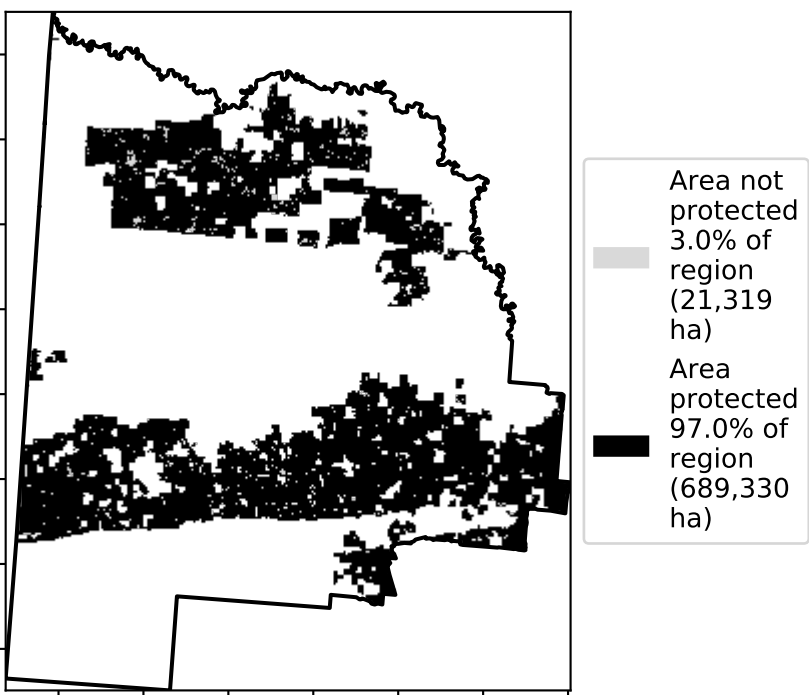 Area not
protected
3.0% of
region
(21,319
ha)
Area
protected
97.0% of
region
(689,330
ha)